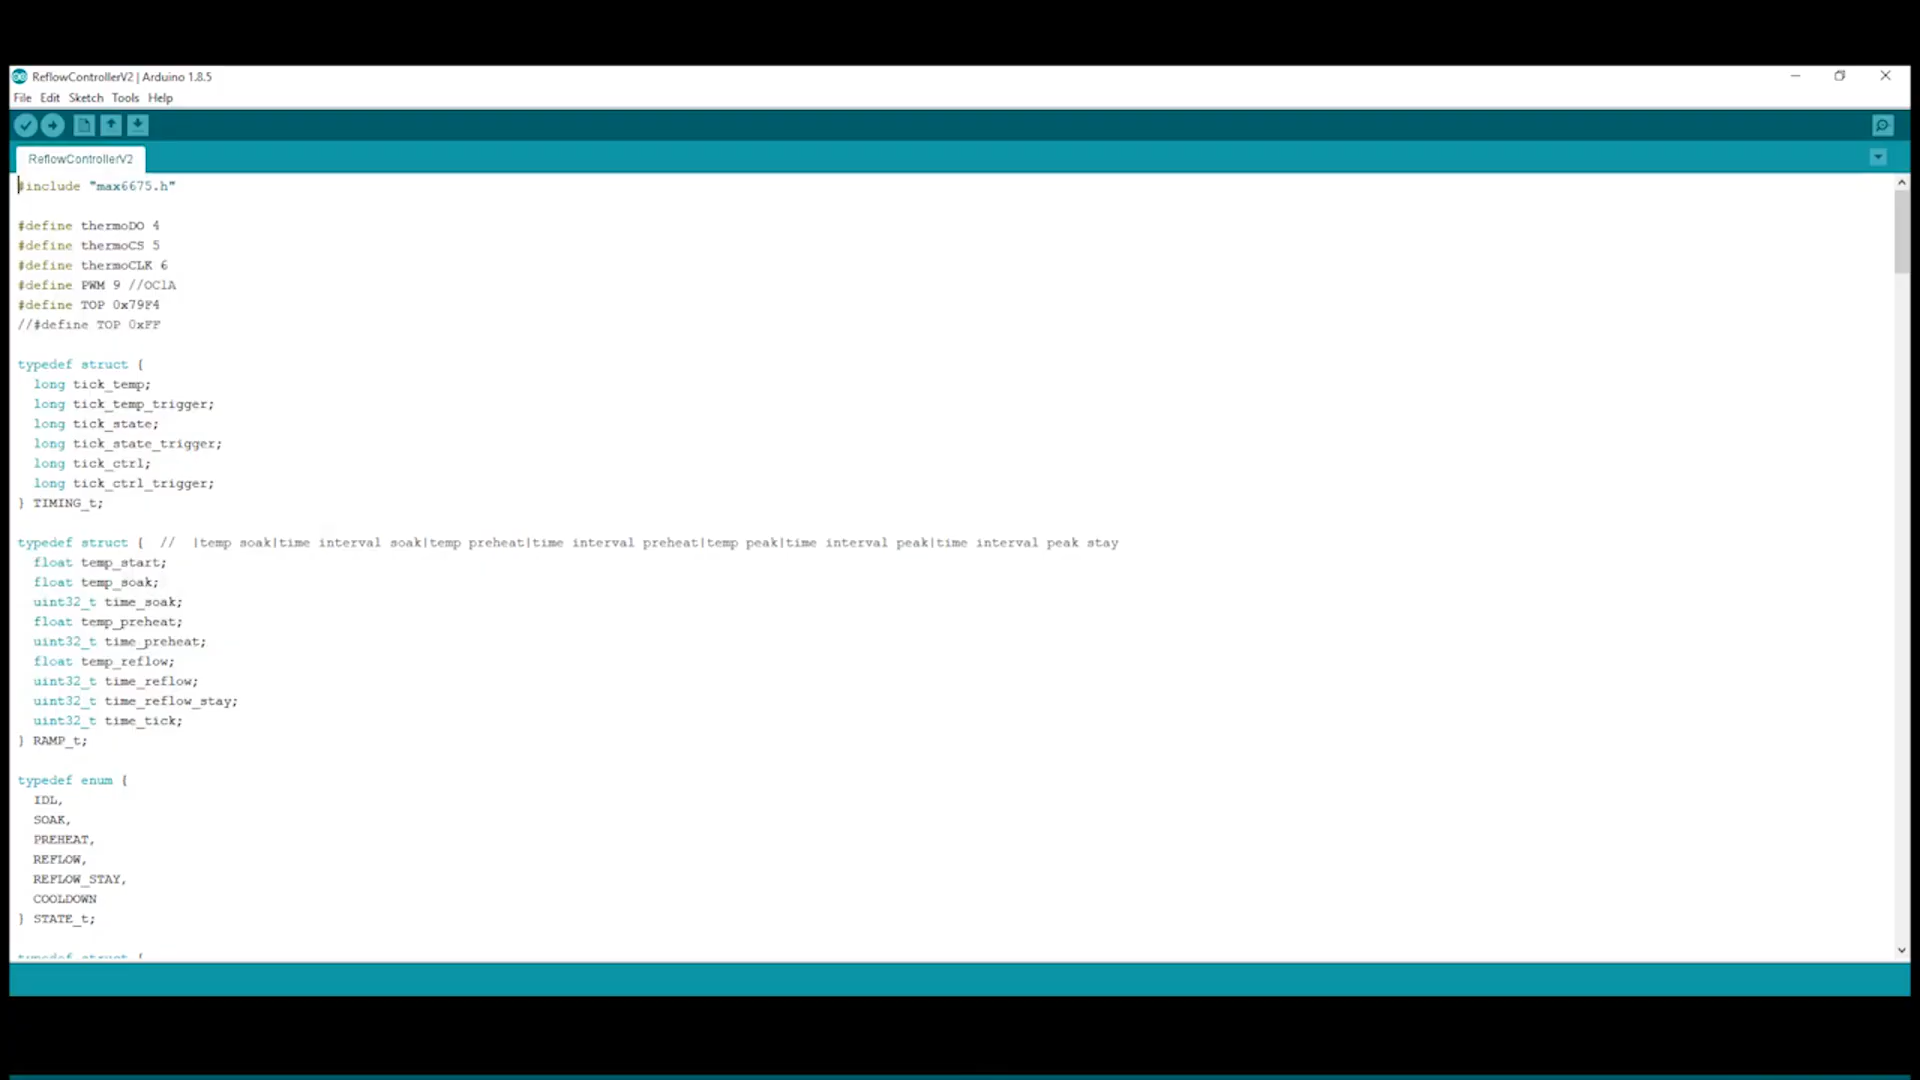 ReflowControllerV2 | Arduino 1.8.5
File Edit Sketch Tools Help
ReflowControllerV2
#include "max6675.h"
#define thermoDO 4
#define thermoCS 5
#define thermoCLK 6
#define PWM 9 //OC1A
#define TOP 0x79F4
//#define TOP 0xFF
typedef struct {
long tick_temp;
long tick_temp_trigger;
long tick_state;
long tick_state_trigger;
long tick_ctrl;
long tick_ctrl_trigger;
} TIMING_t;
typedef struct { // |temp soak|time interval soak|temp preheat|time interval preheat|temp peak|time interval peak|time interval peak stay
float temp_start;
float temp_soak;
uint32_t time_soak;
float temp_preheat;
uint32_t time_preheat;
float temp_reflow;
uint32_t time_reflow;
uint32_t time_reflow_stay;
uint32_t time_tick;
} RAMP_t;
typedef enum {
IDL,
SOAK,
PREHEAT,
REFLOW,
REFLOW_STAY,
COOLDOWN
} STATE_t;
typedef struct {